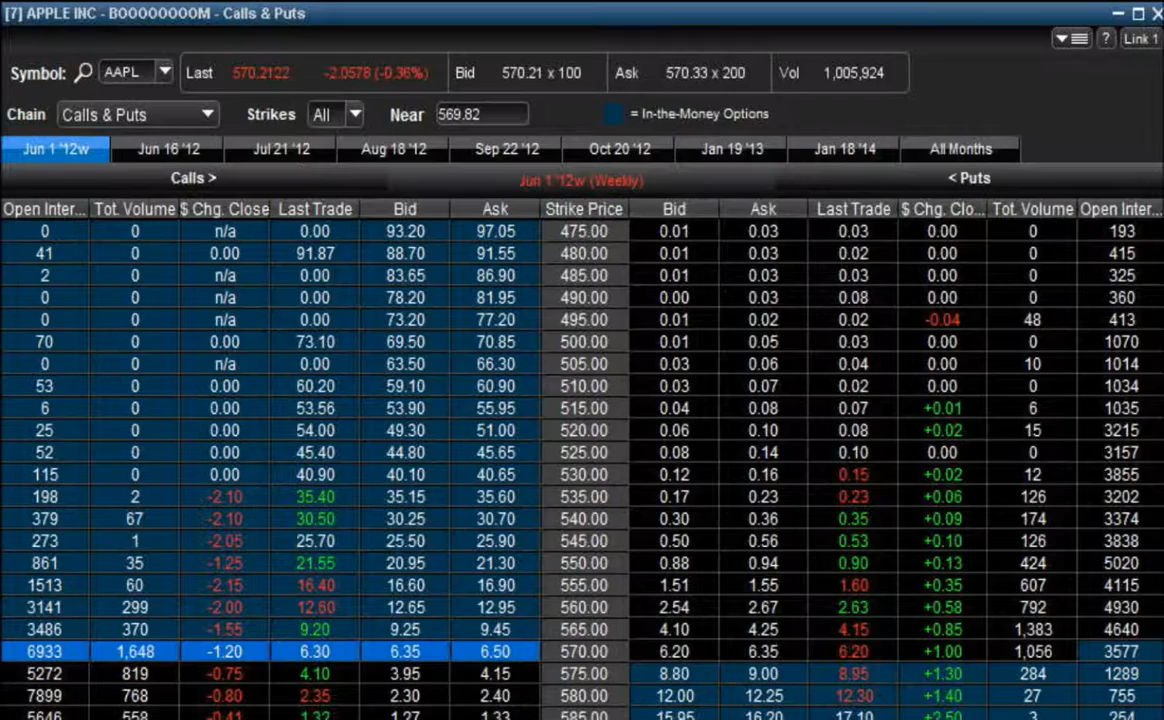 [7] APPLE INC - B00000000M - Calls & Puts
? Link 1
Symbol: AAPL Last 570.2122 -2.0578 (-0.36%) Bid 570.21 x 100 Ask 570.33 x 200 Vol 1,005,924
Chain Calls & Puts Strikes All Near 569.82 = In-the-Money Options
Jun 1 '12w Jun 16 '12 Jul 21 '12 Aug 18 '12 Sep 22 '12 Oct 20 '12 Jan 19 '13 Jan 18 '14 All Months
Calls > Jun 1 '12w (Weekly) < Puts
Open Inter... Tot. Volume $ Chg. Close Last Trade Bid Ask Strike Price Bid Ask Last Trade $ Chg. Clo... Tot. Volume Open Inter...
0 0 n/a 0.00 93.20 97.05 475.00 0.01 0.03 0.03 0.00 0 193
41 0 0.00 91.87 88.70 91.55 480.00 0.01 0.03 0.02 0.00 0 415
2 0 n/a 0.00 83.65 86.90 485.00 0.01 0.03 0.03 0.00 0 325
0 0 n/a 0.00 78.20 81.95 490.00 0.00 0.03 0.08 0.00 0 360
0 0 n/a 0.00 73.20 77.20 495.00 0.01 0.02 0.02 -0.04 48 413
70 0 0.00 73.10 69.50 70.85 500.00 0.01 0.05 0.03 0.00 0 1070
0 0 n/a 0.00 63.50 66.30 505.00 0.03 0.06 0.04 0.00 10 1014
53 0 0.00 60.20 59.10 60.90 510.00 0.03 0.07 0.02 0.00 0 1034
6 0 0.00 53.56 53.90 55.95 515.00 0.04 0.08 0.07 +0.01 6 1035
25 0 0.00 54.00 49.30 51.00 520.00 0.06 0.10 0.08 +0.02 15 3215
52 0 0.00 45.40 44.80 45.65 525.00 0.08 0.14 0.10 0.00 0 3157
115 0 0.00 40.90 40.10 40.65 530.00 0.12 0.16 0.15 +0.02 12 3855
198 2 -2.10 35.40 35.15 35.60 535.00 0.17 0.23 0.23 +0.06 126 3202
379 67 -2.10 30.50 30.25 30.70 540.00 0.30 0.36 0.35 +0.09 174 3374
273 1 -2.05 25.70 25.50 25.90 545.00 0.50 0.56 0.53 +0.10 126 3838
861 35 -1.25 21.55 20.95 21.30 550.00 0.88 0.94 0.90 +0.13 424 5020
1513 60 -2.15 16.40 16.60 16.90 555.00 1.51 1.55 1.60 +0.35 607 4115
3141 299 -2.00 12.60 12.65 12.95 560.00 2.54 2.67 2.63 +0.58 792 4930
3486 370 -1.55 9.20 9.25 9.45 565.00 4.10 4.25 4.15 +0.85 1,383 4640
6933 1,648 -1.20 6.30 6.35 6.50 570.00 6.20 6.35 6.20 +1.00 1,056 3577
5272 819 -0.75 4.10 3.95 4.15 575.00 8.80 9.00 8.95 +1.30 284 1289
7899 768 -0.80 2.35 2.30 2.40 580.00 12.00 12.25 12.30 +1.40 27 755
5646 558 -0.41 1.32 1.27 1.33 585.00 15.95 16.20 17.10 +2.50 3 254